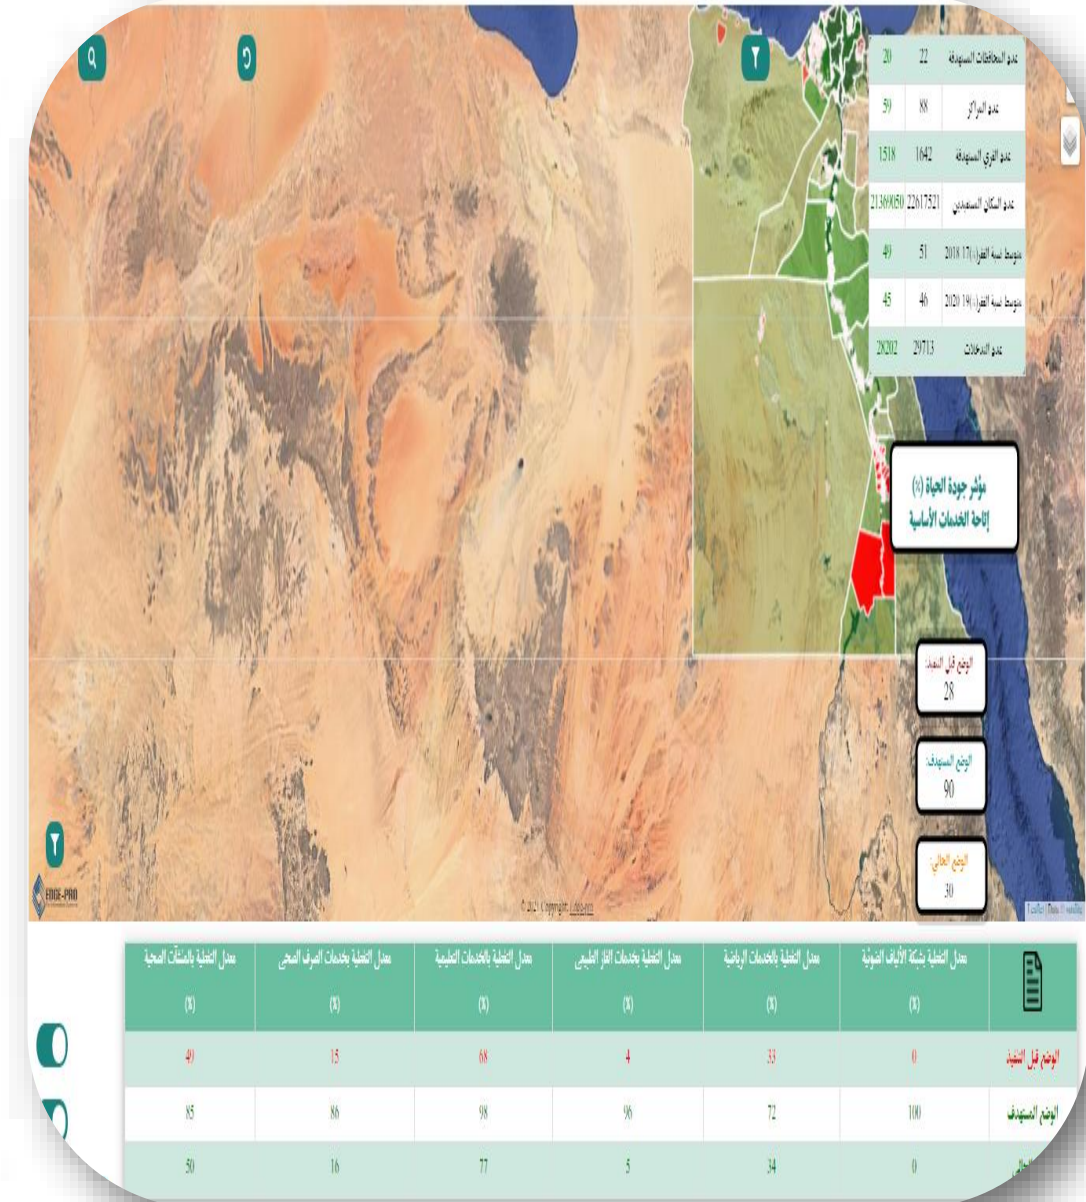 عدد المحافظات المستهدفة 22 20
عدد المراكز 88 59
عدد القرى المستهدفة 1642 1518
عدد السكان المستفيدين 22617521 21369050
متوسط نسبة الفقر(%)17 2018 51 49
متوسط نسبة الفقر(%)19 2020 46 45
عدد التدخلات 29713 28202
مؤشر جودة الحياة (%)
إتاحة الخدمات الأساسية
الوضع قبل التنفيذ:
28
الوضع المستهدف:
90
الوضع الحالي:
30
EDGE-PRO
معدل التغطية بشبكة الألياف الضوئية (%) معدل التغطية بالخدمات الرياضية (%) معدل التغطية بخدمات الغاز الطبيعى (%) معدل التغطية بالخدمات التعليمية (%) معدل التغطية بخدمات الصرف الصحى (%) معدل التغطية بالمنشآت الصحية (%)
الوضع قبل التنفيذ 0 33 4 68 15 49
الوضع المستهدف 100 72 96 98 86 85
0 34 5 77 16 50